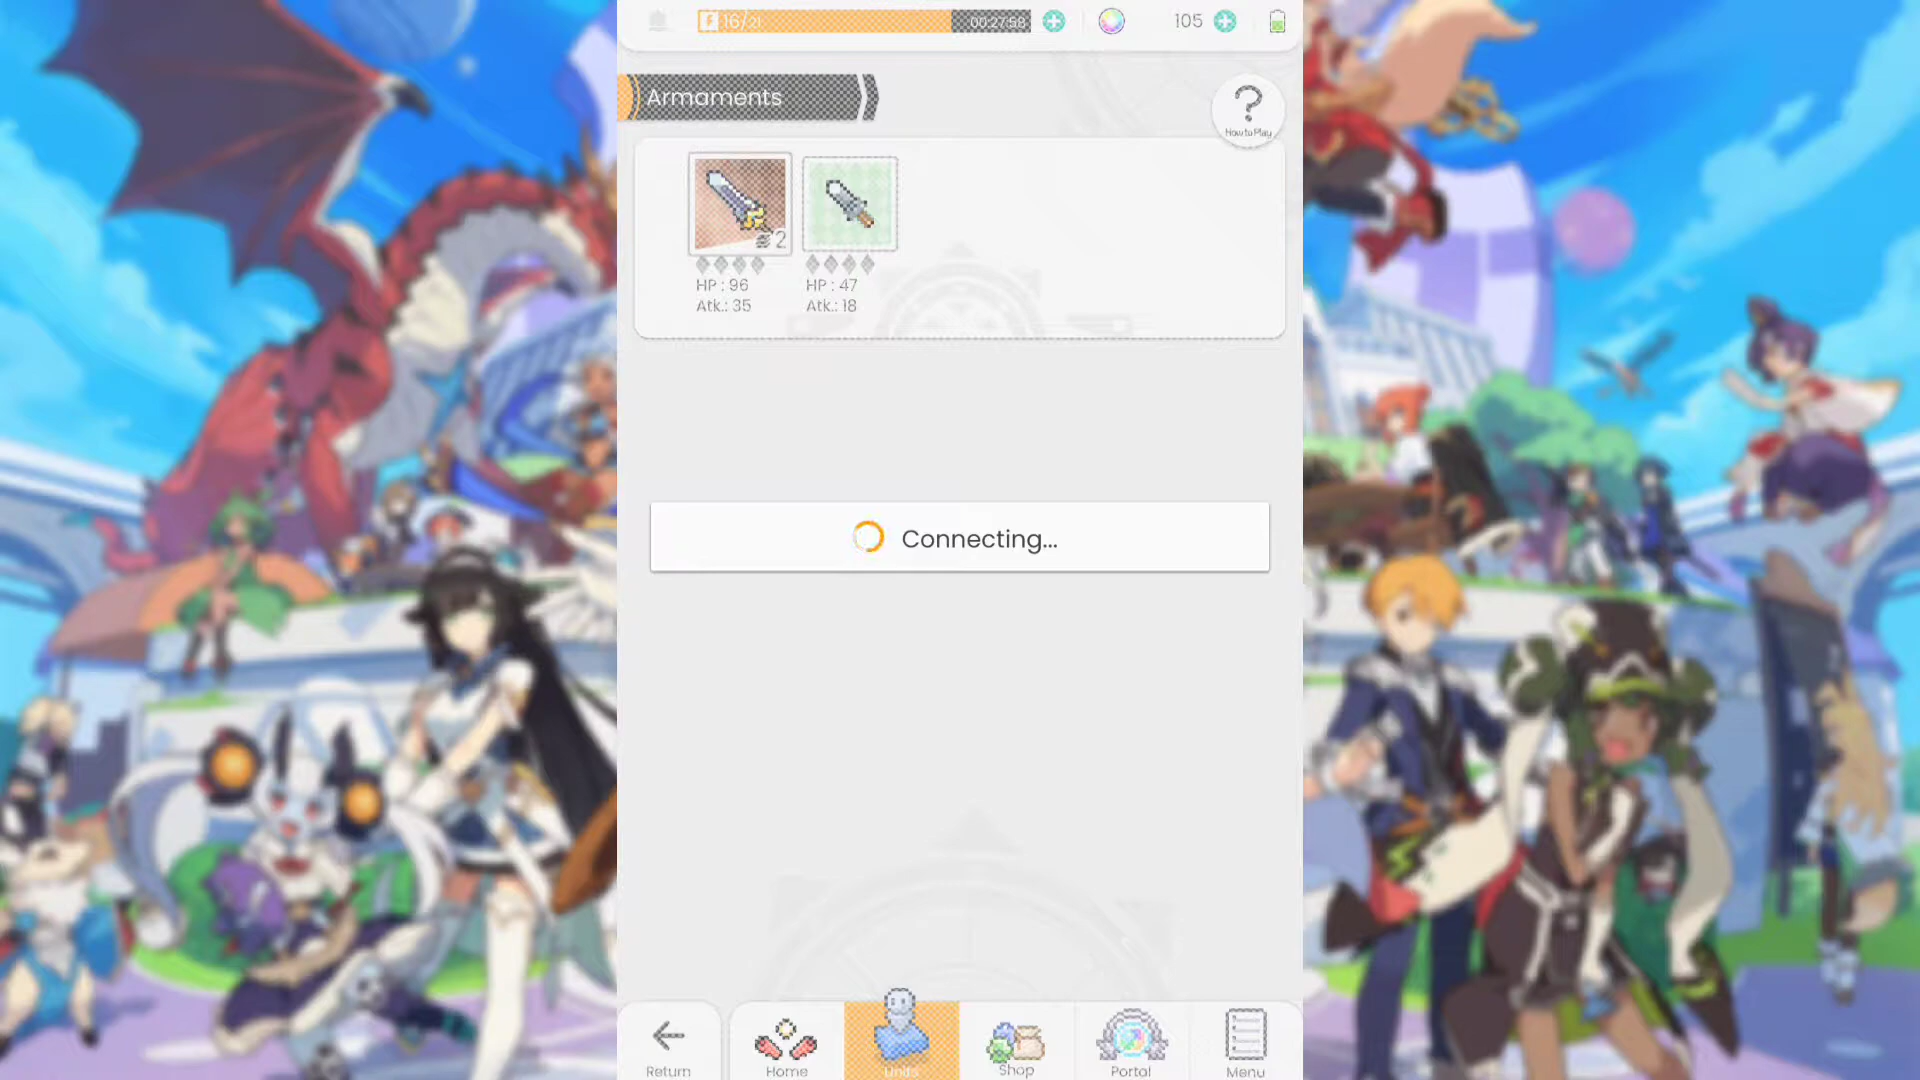 16/21
00:27:58
105
Armaments
How to Play
2
HP : 96
Atk.: 35
HP : 47
Atk.: 18
Connecting...
Return
Home
Units
Shop
Portal
Menu